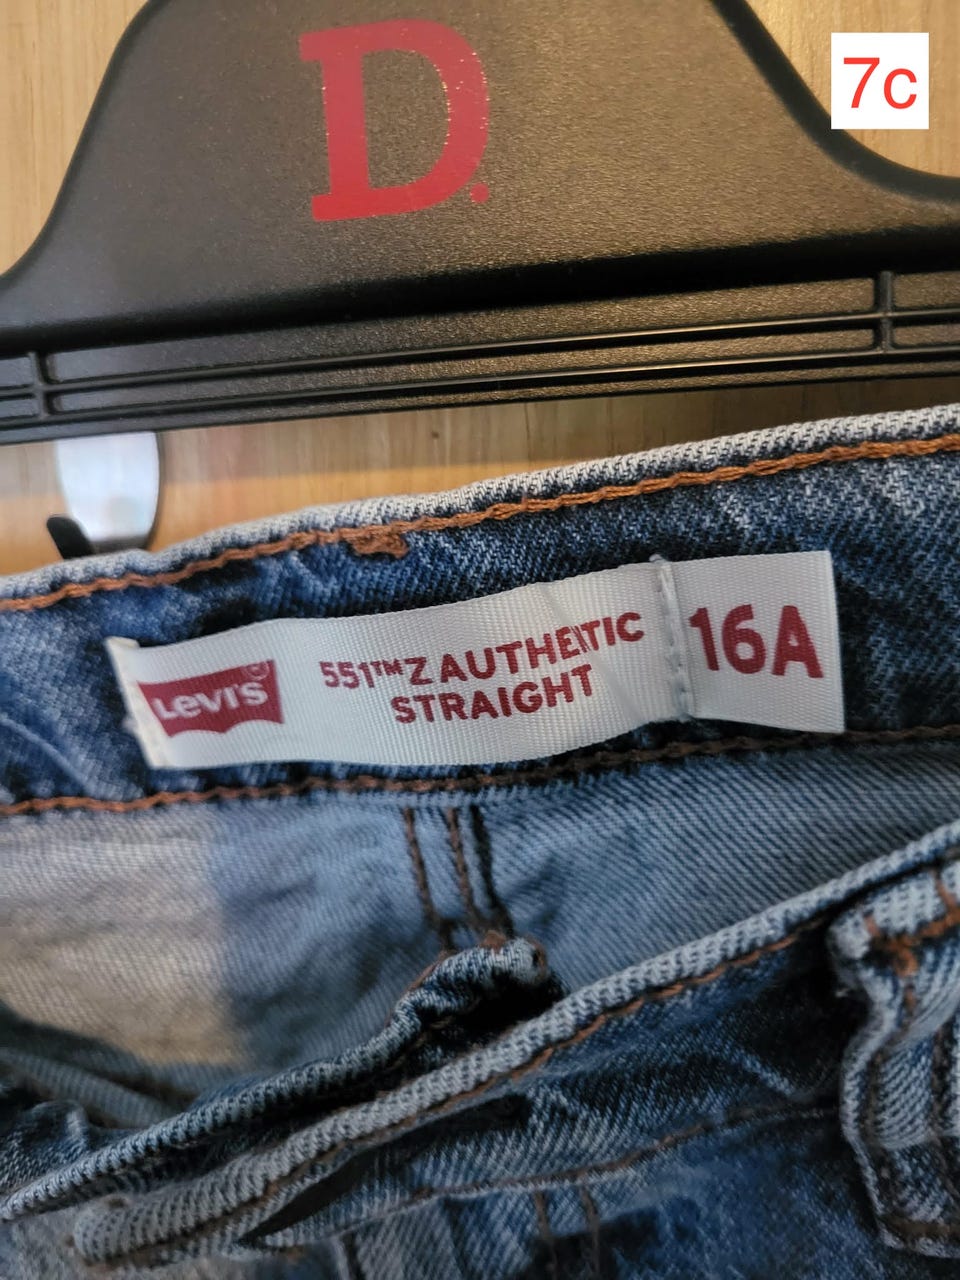 D.
7c
Levi's®
551™Z AUTHENTIC
STRAIGHT
16A